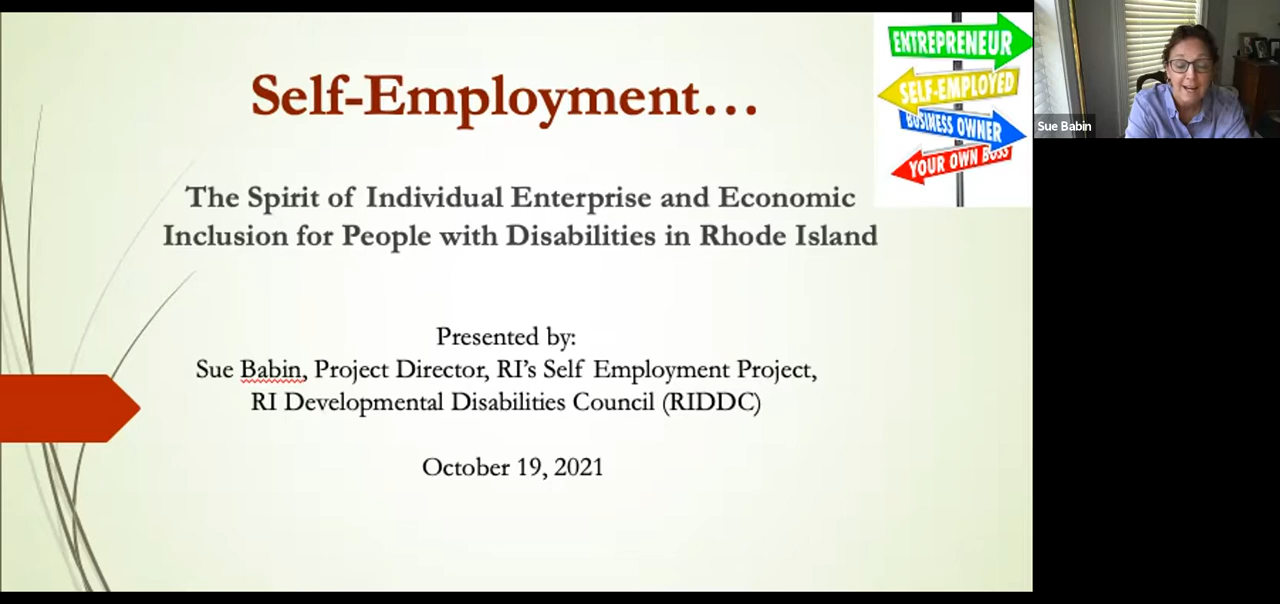 Self-Employment…
The Spirit of Individual Enterprise and Economic
Inclusion for People with Disabilities in Rhode Island
Presented by:
Sue Babin, Project Director, RI's Self Employment Project,
RI Developmental Disabilities Council (RIDDC)
October 19, 2021
ENTREPRENEUR
SELF-EMPLOYED
BUSINESS OWNER
YOUR OWN BOSS
Sue Babin